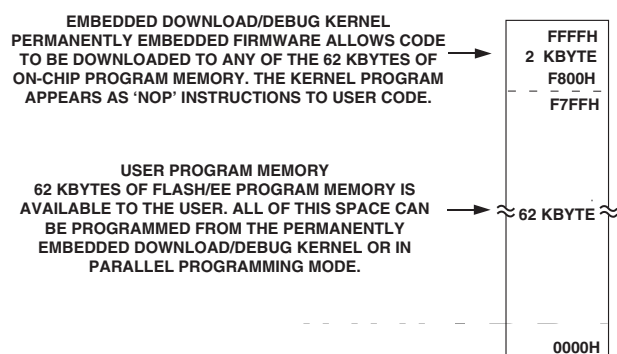 EMBEDDED DOWNLOAD/DEBUG KERNEL
PERMANENTLY EMBEDDED FIRMWARE ALLOWS CODE
TO BE DOWNLOADED TO ANY OF THE 62 KBYTES OF
ON-CHIP PROGRAM MEMORY. THE KERNEL PROGRAM
APPEARS AS ‘NOP’ INSTRUCTIONS TO USER CODE.
FFFFH
2 KBYTE
F800H
F7FFH
USER PROGRAM MEMORY
62 KBYTES OF FLASH/EE PROGRAM MEMORY IS
AVAILABLE TO THE USER. ALL OF THIS SPACE CAN
BE PROGRAMMED FROM THE PERMANENTLY
EMBEDDED DOWNLOAD/DEBUG KERNEL OR IN
PARALLEL PROGRAMMING MODE.
62 KBYTE
0000H